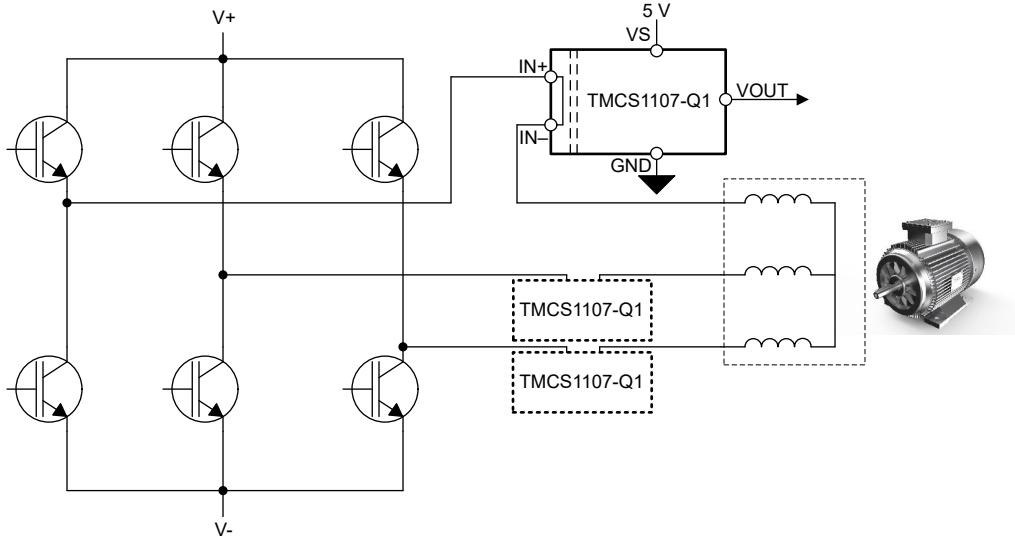 V+
5 V
VS
IN+
TMCS1107-Q1
VOUT
IN–
GND
TMCS1107-Q1
TMCS1107-Q1
V-